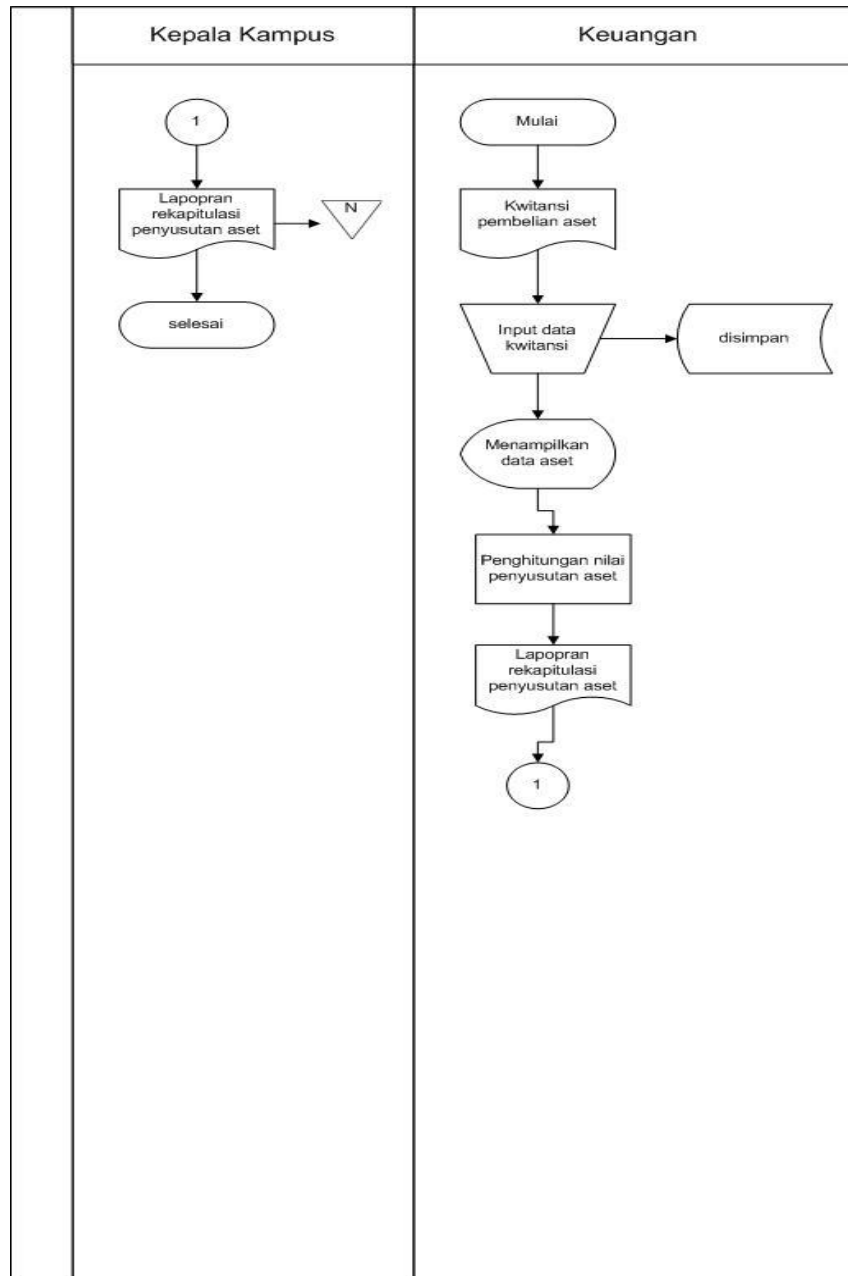 Kepala Kampus
Keuangan
1
Lapopran
rekapitulasi
penyusutan aset
N
selesai
Mulai
Kwitansi
pembelian aset
Input data
kwitansi
disimpan
Menampilkan
data aset
Penghitungan nilai
penyusutan aset
Lapopran
rekapitulasi
penyusutan aset
1